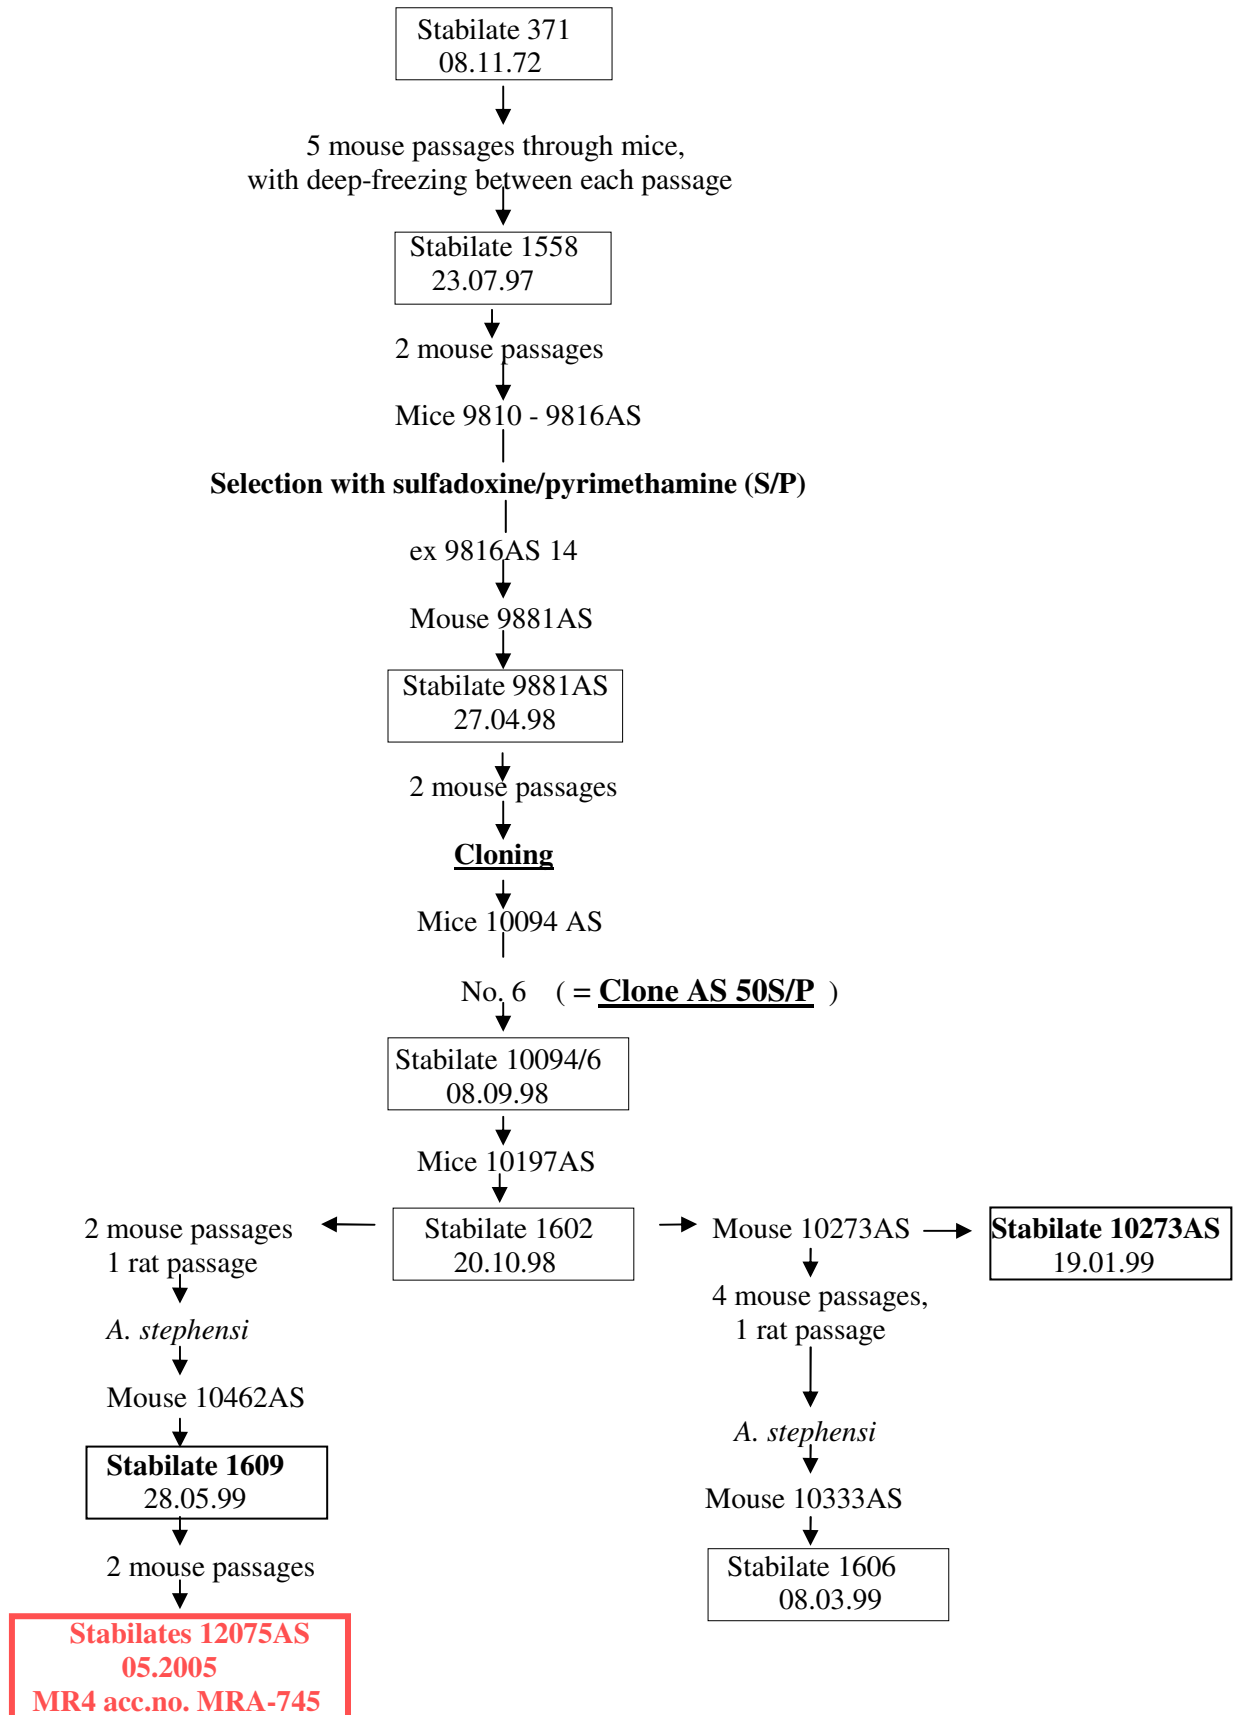 Stabilate 371
08.11.72
5 mouse passages through mice,
with deep-freezing between each passage
Stabilate 1558
23.07.97
2 mouse passages
Mice 9810 - 9816AS
Selection with sulfadoxine/pyrimethamine (S/P)
ex 9816AS 14
Mouse 9881AS
Stabilate 9881AS
27.04.98
2 mouse passages
Cloning
Mice 10094 AS
No. 6 ( = Clone AS 50S/P )
Stabilate 10094/6
08.09.98
Mice 10197AS
Stabilate 1602
20.10.98
2 mouse passages
1 rat passage
A. stephensi
Mouse 10462AS
Stabilate 1609
28.05.99
2 mouse passages
Stabilates 12075AS
05.2005
MR4 acc.no. MRA-745
Mouse 10273AS
Stabilate 10273AS
19.01.99
4 mouse passages,
1 rat passage
A. stephensi
Mouse 10333AS
Stabilate 1606
08.03.99